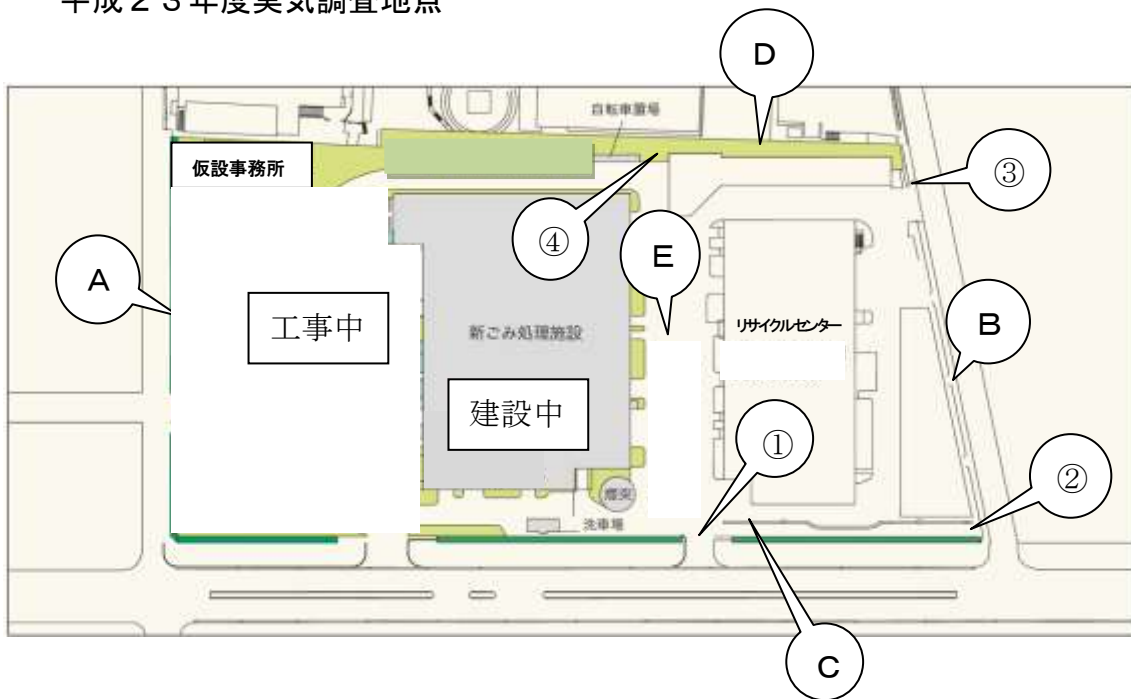 平成２３年度臭気調査地点
D
自転車置場
仮設事務所
③
④
E
A
工事中
新ごみ処理施設
リサイクルセンター
B
建設中
①
②
煙突
洗車場
C